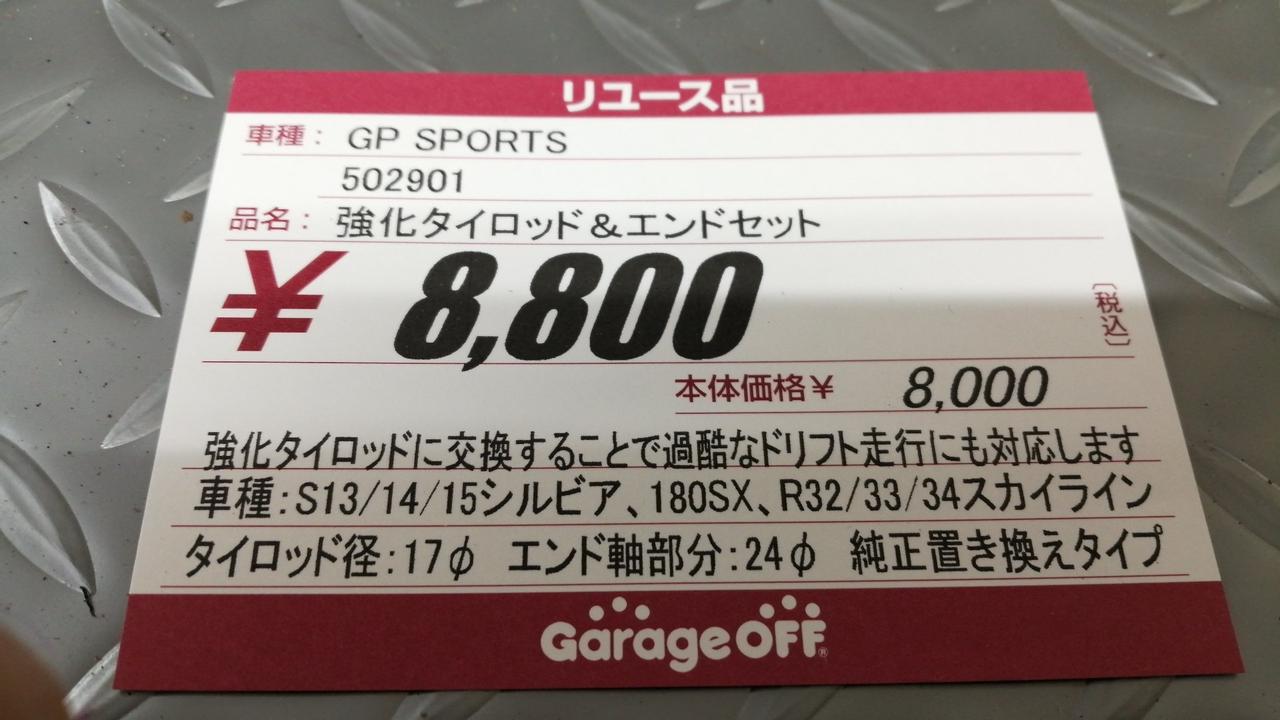 リユース品
車種: GP SPORTS
502901
品名: 強化タイロッド&エンドセット
¥ 8,800 〔税込〕
本体価格¥ 8,000
強化タイロッドに交換することで過酷なドリフト走行にも対応します
車種:S13/14/15シルビア、180SX、R32/33/34スカイライン
タイロッド径:17φ エンド軸部分:24φ 純正置き換えタイプ
Garage OFF®